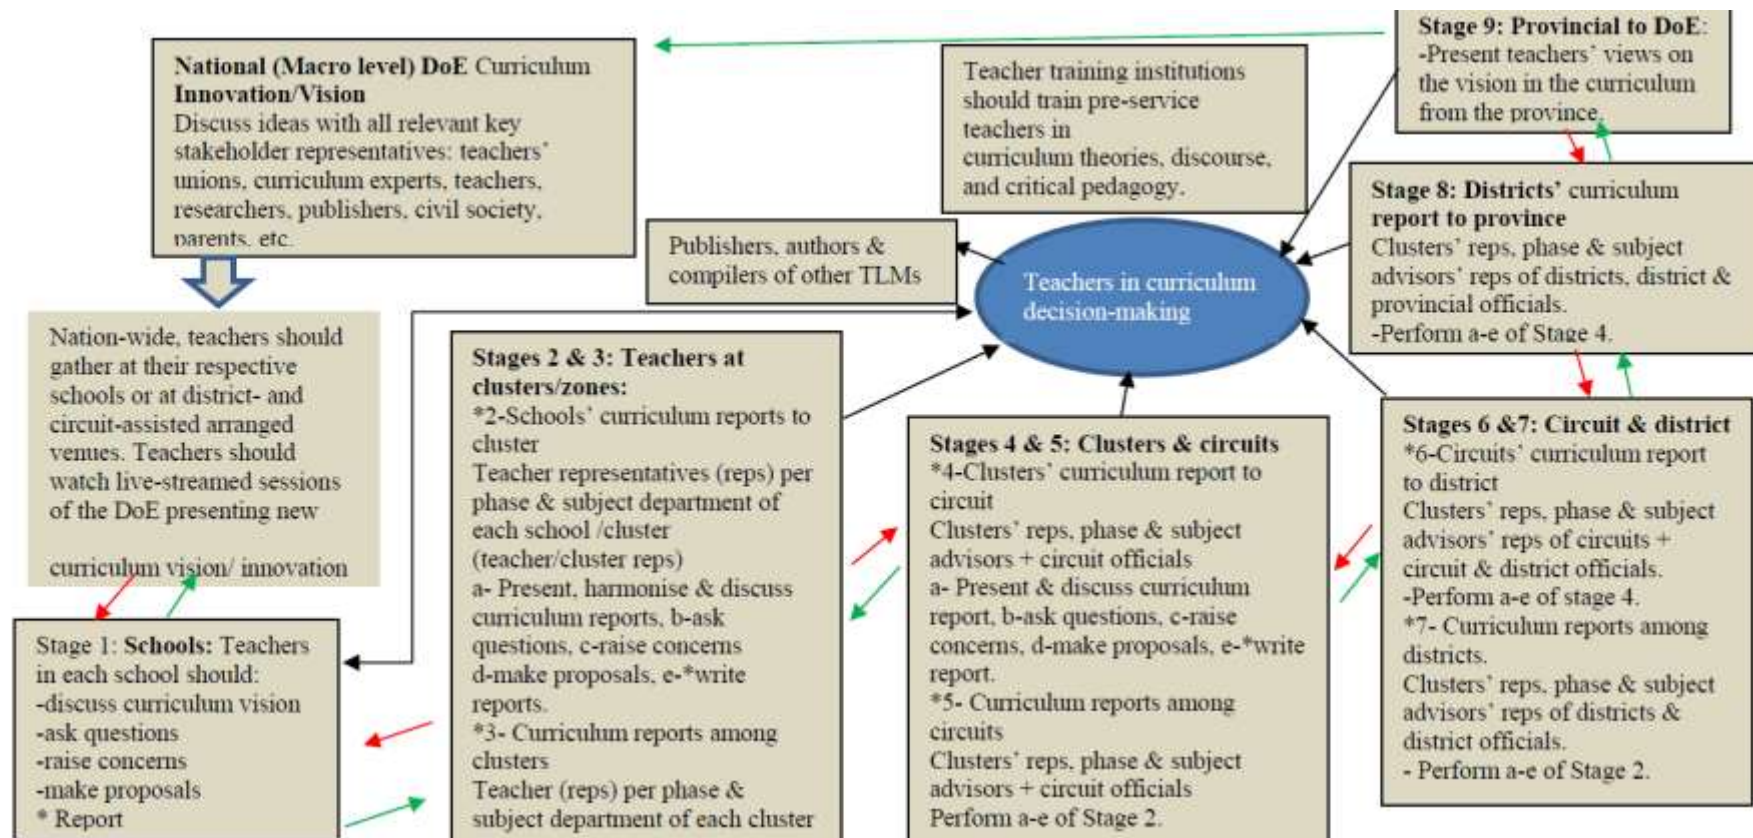 National (Macro level) DoE Curriculum
Innovation/Vision
Discuss ideas with all relevant key
stakeholder representatives: teachers'
unions, curriculum experts, teachers,
researchers, publishers, civil society,
parents, etc.
Nation-wide, teachers should
gather at their respective
schools or at district- and
circuit-assisted arranged
venues. Teachers should
watch live-streamed sessions
of the DoE presenting new
curriculum vision/ innovation
Stage 1: Schools: Teachers
in each school should:
-discuss curriculum vision
-ask questions
-raise concerns
-make proposals
* Report
Teacher training institutions
should train pre-service
teachers in
curriculum theories, discourse,
and critical pedagogy.
Publishers, authors &
compilers of other TLMs
Teachers in curriculum
decision-making
Stages 2 & 3: Teachers at
clusters/zones:
*2-Schools' curriculum reports to
cluster
Teacher representatives (reps) per
phase & subject department of
each school /cluster
(teacher/cluster reps)
a- Present, harmonise & discuss
curriculum reports, b-ask
questions, c-raise concerns
d-make proposals, e-*write
reports.
*3- Curriculum reports among
clusters
Teacher (reps) per phase &
subject department of each cluster
Stages 4 & 5: Clusters & circuits
*4-Clusters' curriculum report to
circuit
Clusters' reps, phase & subject
advisors + circuit officials
a- Present & discuss curriculum
report, b-ask questions, c-raise
concerns, d-make proposals, e-*write
report.
*5- Curriculum reports among
circuits
Clusters' reps, phase & subject
advisors + circuit officials
Perform a-e of Stage 2.
Stages 6 &7: Circuit & district
*6-Circuits' curriculum report
to district
Clusters' reps, phase & subject
advisors' reps of circuits +
circuit & district officials.
-Perform a-e of stage 4.
*7- Curriculum reports among
districts.
Clusters' reps, phase & subject
advisors' reps of districts &
district officials.
- Perform a-e of Stage 2.
Stage 8: Districts' curriculum
report to province
Clusters' reps, phase & subject
advisors' reps of districts, district &
provincial officials.
-Perform a-e of Stage 4.
Stage 9: Provincial to DoE:
-Present teachers' views on
the vision in the curriculum
from the province.